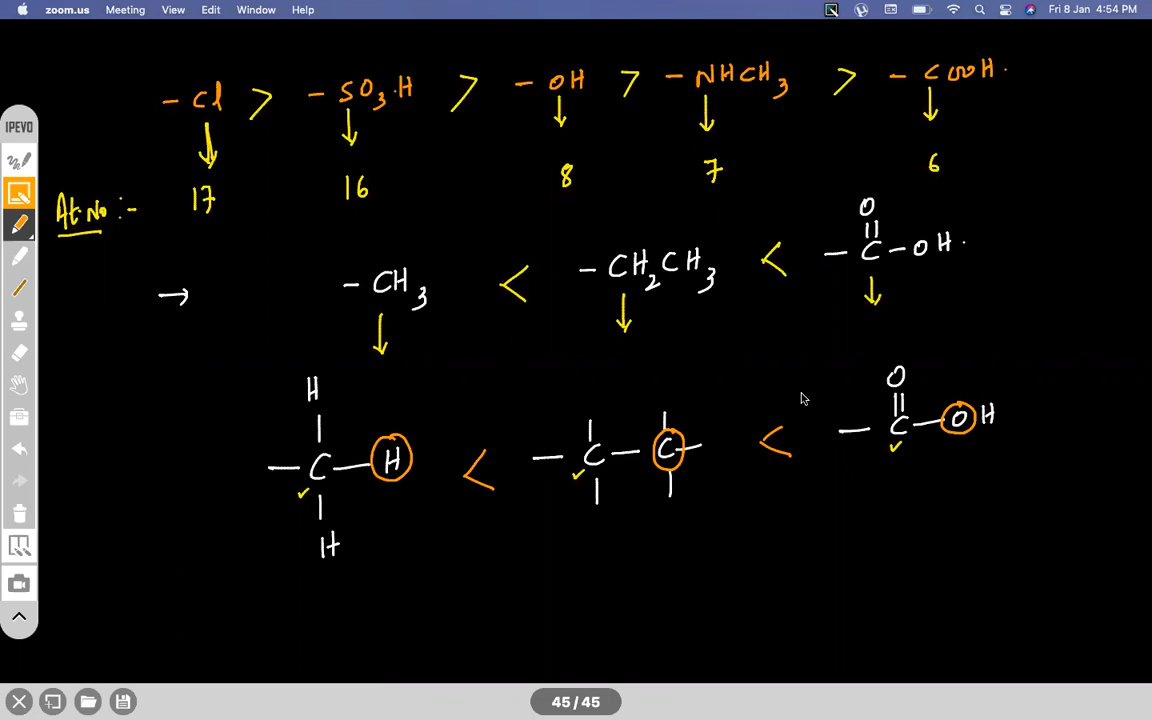 zoom.us Meeting View Edit Window Help Fri 8 Jan 4:54 PM
- Cl > - SO3.H > - OH > - NHCH3 > - COOH.
IPEVO
17 16 8 7 6
At. No :-
O
→ - CH3 < - CH2CH3 < - C - OH.
H O
- C - H < - C - C - < - C - OH
H
45 / 45